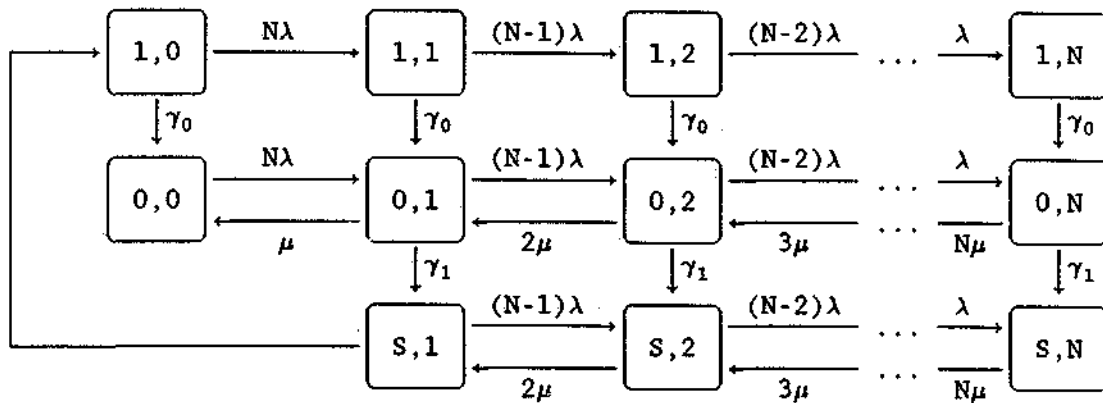 Nλ (N-1)λ (N-2)λ λ
1,0 1,1 1,2 ... 1,N
γ₀ γ₀ γ₀ γ₀
Nλ (N-1)λ (N-2)λ λ
0,0 0,1 0,2 ... 0,N
μ 2μ 3μ ... Nμ
γ₁ γ₁ γ₁
(N-1)λ (N-2)λ ... λ
S,1 S,2 S,N
2μ 3μ ... Nμ